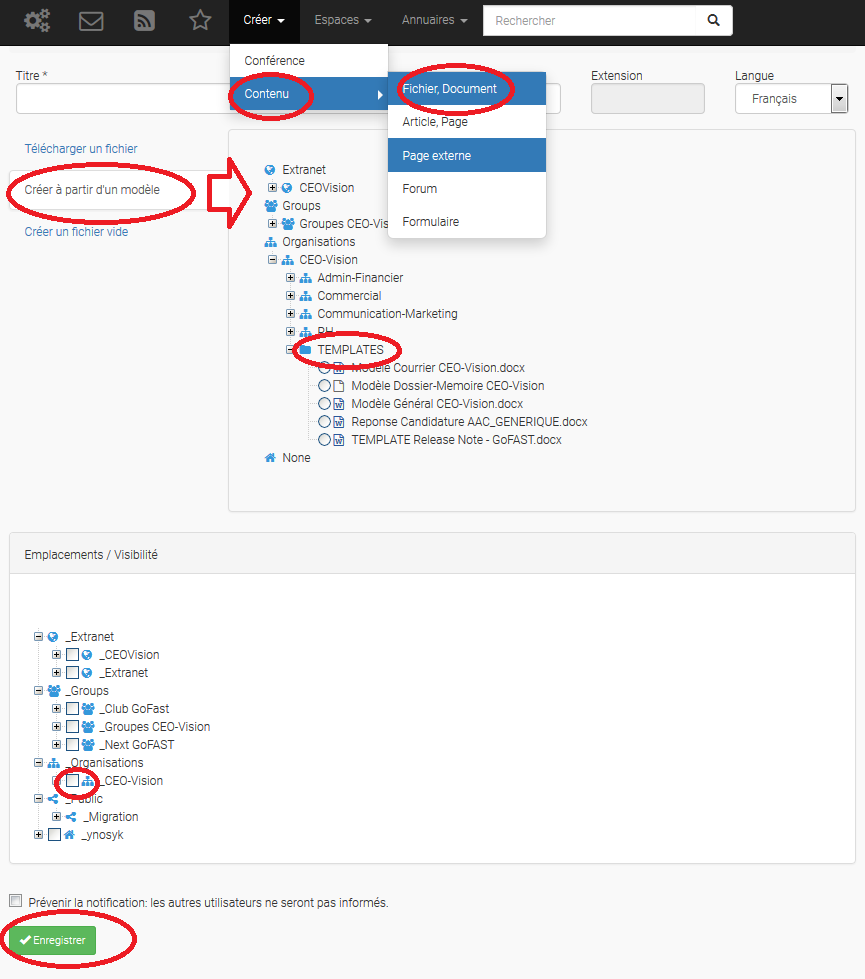 Créer Espaces Annuaires Rechercher
Conférence
Titre * Extension Langue
Contenu Fichier, Document Français
Article, Page
Télécharger un fichier
Page externe
Extranet
Créer à partir d'un modèle CEOVision Forum
Groups
Groupes CEO-Vis Formulaire
Créer un fichier vide
Organisations
CEO-Vision
Admin-Financier
Commercial
Communication-Marketing
RH
TEMPLATES
Modèle Courrier CEO-Vision.docx
Modèle Dossier-Memoire CEO-Vision
Modèle Général CEO-Vision.docx
Reponse Candidature AAC_GENERIQUE.docx
TEMPLATE Release Note - GoFAST.docx
None
Emplacements / Visibilité
_Extranet
_CEOVision
_Extranet
_Groups
_Club GoFast
_Groupes CEO-Vision
_Next GoFAST
_Organisations
_CEO-Vision
_Public
_Migration
_ynosyk
Prévenir la notification: les autres utilisateurs ne seront pas informés.
Enregistrer